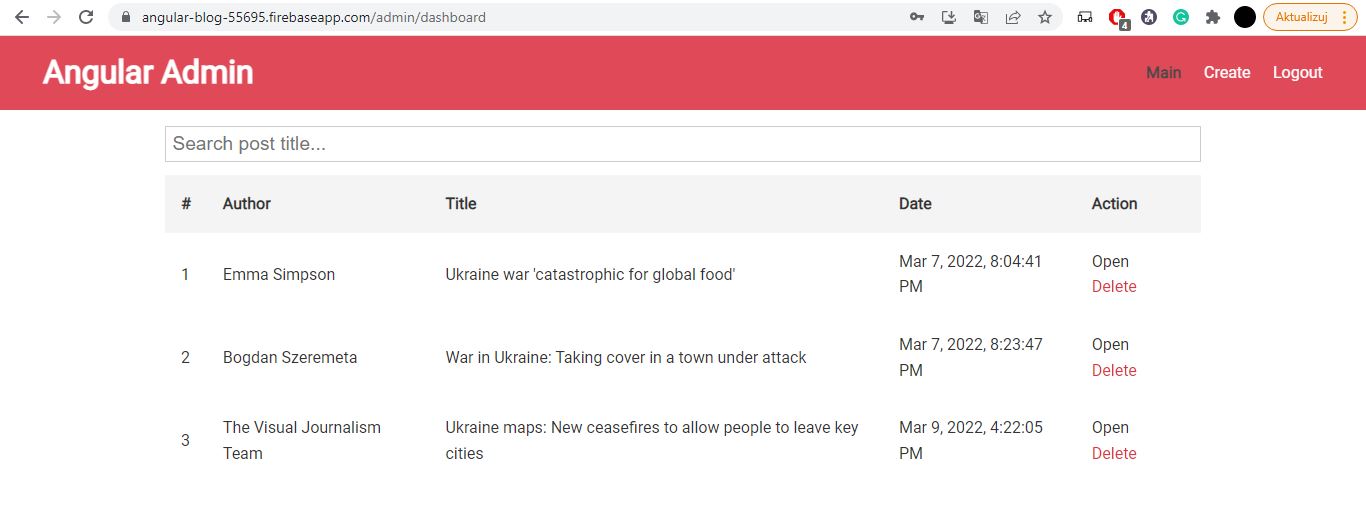 angular-blog-55695.firebaseapp.com/admin/dashboard
4
Aktualizuj
Angular Admin
Main Create Logout
Search post title...
# Author Title Date Action
1 Emma Simpson Ukraine war 'catastrophic for global food' Mar 7, 2022, 8:04:41 Open
PM Delete
2 Bogdan Szeremeta War in Ukraine: Taking cover in a town under attack Mar 7, 2022, 8:23:47 Open
PM Delete
3 The Visual Journalism Ukraine maps: New ceasefires to allow people to leave key Mar 9, 2022, 4:22:05 Open
Team cities PM Delete